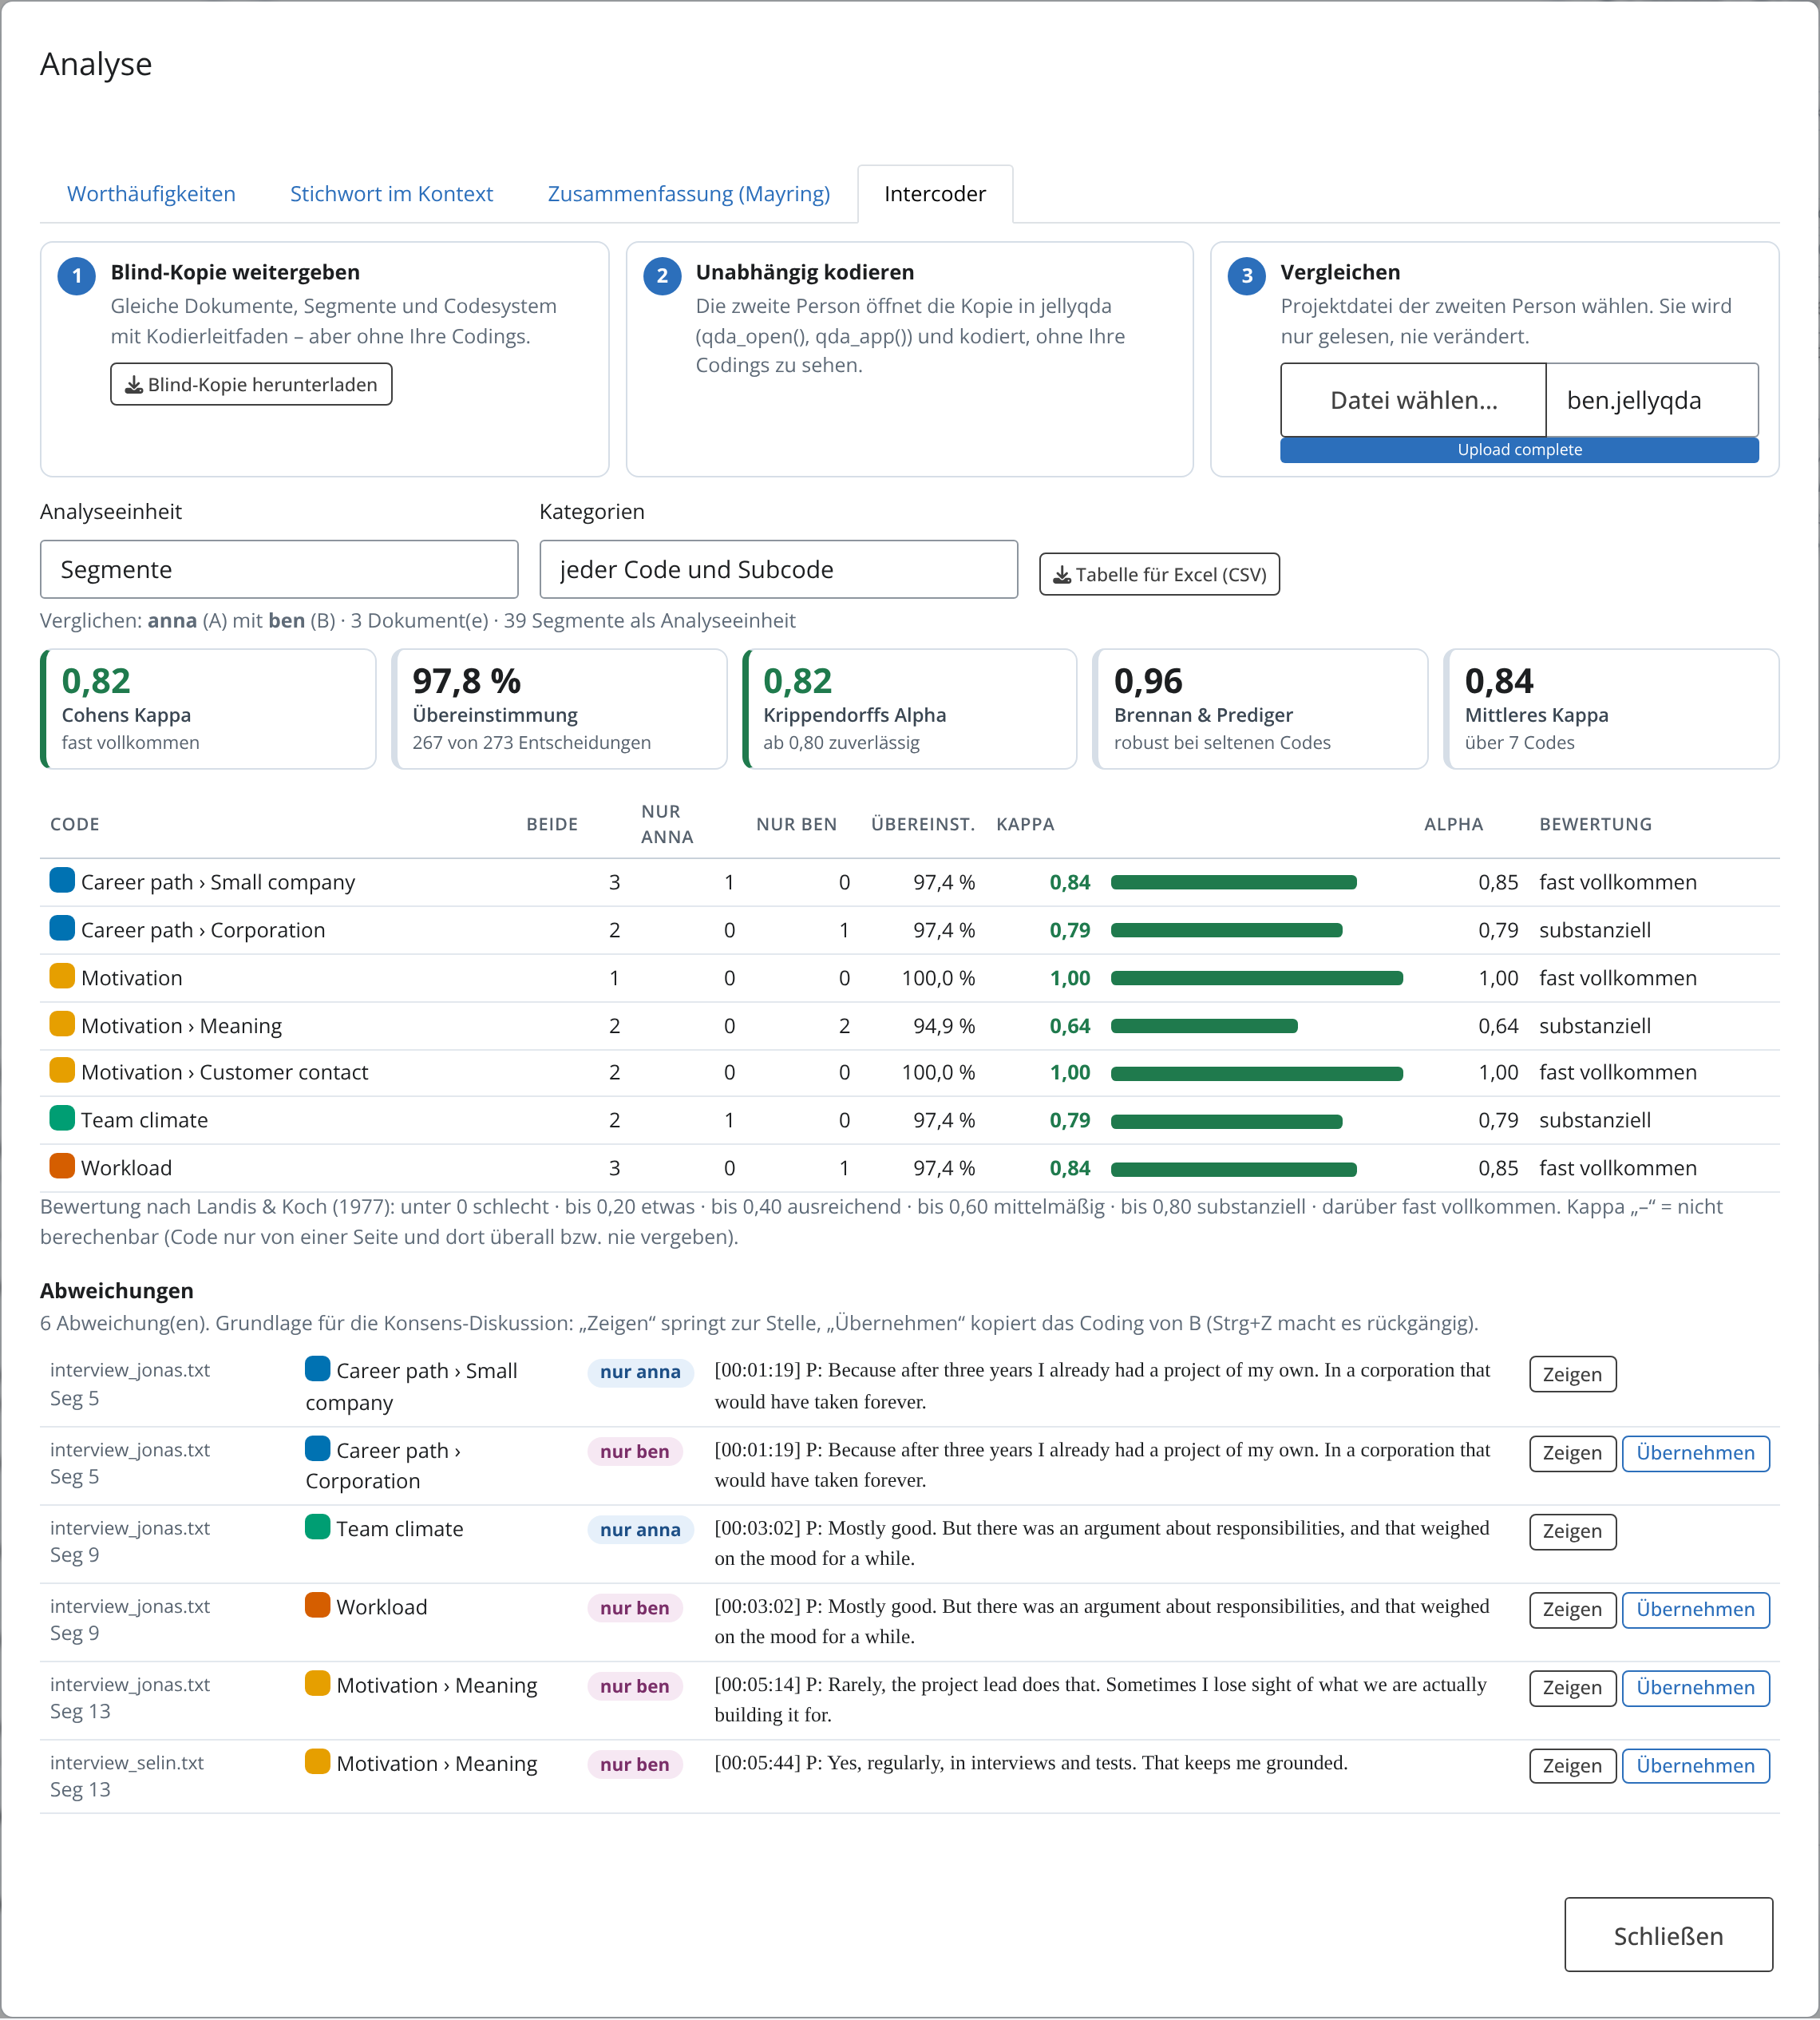 Analyse
Worthäufigkeiten Stichwort im Kontext Zusammenfassung (Mayring) Intercoder
1 Blind-Kopie weitergeben
Gleiche Dokumente, Segmente und Codesystem
mit Kodierleitfaden – aber ohne Ihre Codings.
Blind-Kopie herunterladen
2 Unabhängig kodieren
Die zweite Person öffnet die Kopie in jellyqda
(qda_open(), qda_app()) und kodiert, ohne Ihre
Codings zu sehen.
3 Vergleichen
Projektdatei der zweiten Person wählen. Sie wird
nur gelesen, nie verändert.
Datei wählen... ben.jellyqda
Upload complete
Analyseeinheit Kategorien
Segmente jeder Code und Subcode Tabelle für Excel (CSV)
Verglichen: anna (A) mit ben (B) · 3 Dokument(e) · 39 Segmente als Analyseeinheit
0,82
Cohens Kappa
fast vollkommen
97,8 %
Übereinstimmung
267 von 273 Entscheidungen
0,82
Krippendorffs Alpha
ab 0,80 zuverlässig
0,96
Brennan & Prediger
robust bei seltenen Codes
0,84
Mittleres Kappa
über 7 Codes
CODE BEIDE NUR ANNA NUR BEN ÜBEREINST. KAPPA ALPHA BEWERTUNG
Career path › Small company 3 1 0 97,4 % 0,84 0,85 fast vollkommen
Career path › Corporation 2 0 1 97,4 % 0,79 0,79 substanziell
Motivation 1 0 0 100,0 % 1,00 1,00 fast vollkommen
Motivation › Meaning 2 0 2 94,9 % 0,64 0,64 substanziell
Motivation › Customer contact 2 0 0 100,0 % 1,00 1,00 fast vollkommen
Team climate 2 1 0 97,4 % 0,79 0,79 substanziell
Workload 3 0 1 97,4 % 0,84 0,85 fast vollkommen
Bewertung nach Landis & Koch (1977): unter 0 schlecht · bis 0,20 etwas · bis 0,40 ausreichend · bis 0,60 mittelmäßig · bis 0,80 substanziell · darüber fast vollkommen. Kappa „–“ = nicht
berechenbar (Code nur von einer Seite und dort überall bzw. nie vergeben).
Abweichungen
6 Abweichung(en). Grundlage für die Konsens-Diskussion: „Zeigen“ springt zur Stelle, „Übernehmen“ kopiert das Coding von B (Strg+Z macht es rückgängig).
interview_jonas.txt Career path › Small nur anna [00:01:19] P: Because after three years I already had a project of my own. In a corporation that Zeigen
Seg 5 company would have taken forever.
interview_jonas.txt Career path › nur ben [00:01:19] P: Because after three years I already had a project of my own. In a corporation that Zeigen Übernehmen
Seg 5 Corporation would have taken forever.
interview_jonas.txt Team climate nur anna [00:03:02] P: Mostly good. But there was an argument about responsibilities, and that weighed Zeigen
Seg 9 on the mood for a while.
interview_jonas.txt Workload nur ben [00:03:02] P: Mostly good. But there was an argument about responsibilities, and that weighed Zeigen Übernehmen
Seg 9 on the mood for a while.
interview_jonas.txt Motivation › Meaning nur ben [00:05:14] P: Rarely, the project lead does that. Sometimes I lose sight of what we are actually Zeigen Übernehmen
Seg 13 building it for.
interview_selin.txt Motivation › Meaning nur ben [00:05:44] P: Yes, regularly, in interviews and tests. That keeps me grounded. Zeigen Übernehmen
Seg 13
Schließen